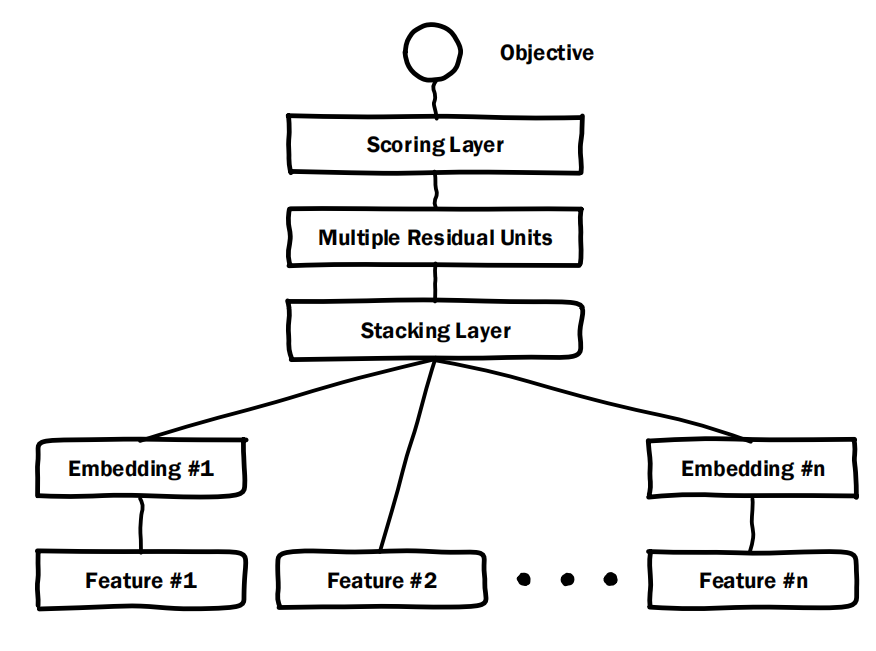 Objective
Scoring Layer
Multiple Residual Units
Stacking Layer
Embedding #1
Embedding #n
Feature #1
Feature #2
Feature #n